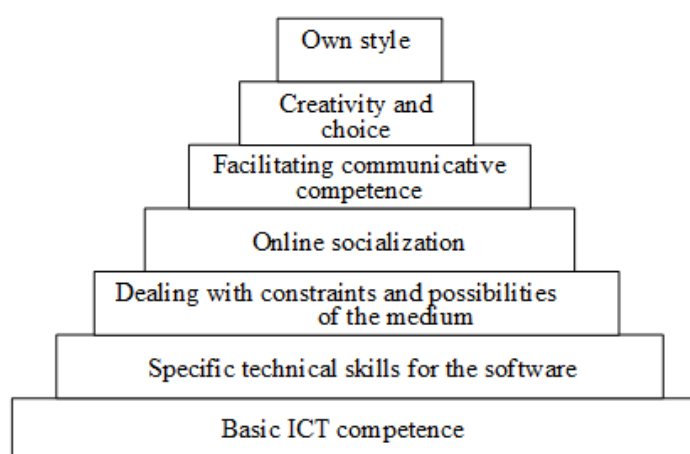 Own style
Creativity and
choice
Facilitating communicative
competence
Online socialization
Dealing with constraints and possibilities
of the medium
Specific technical skills for the software
Basic ICT competence